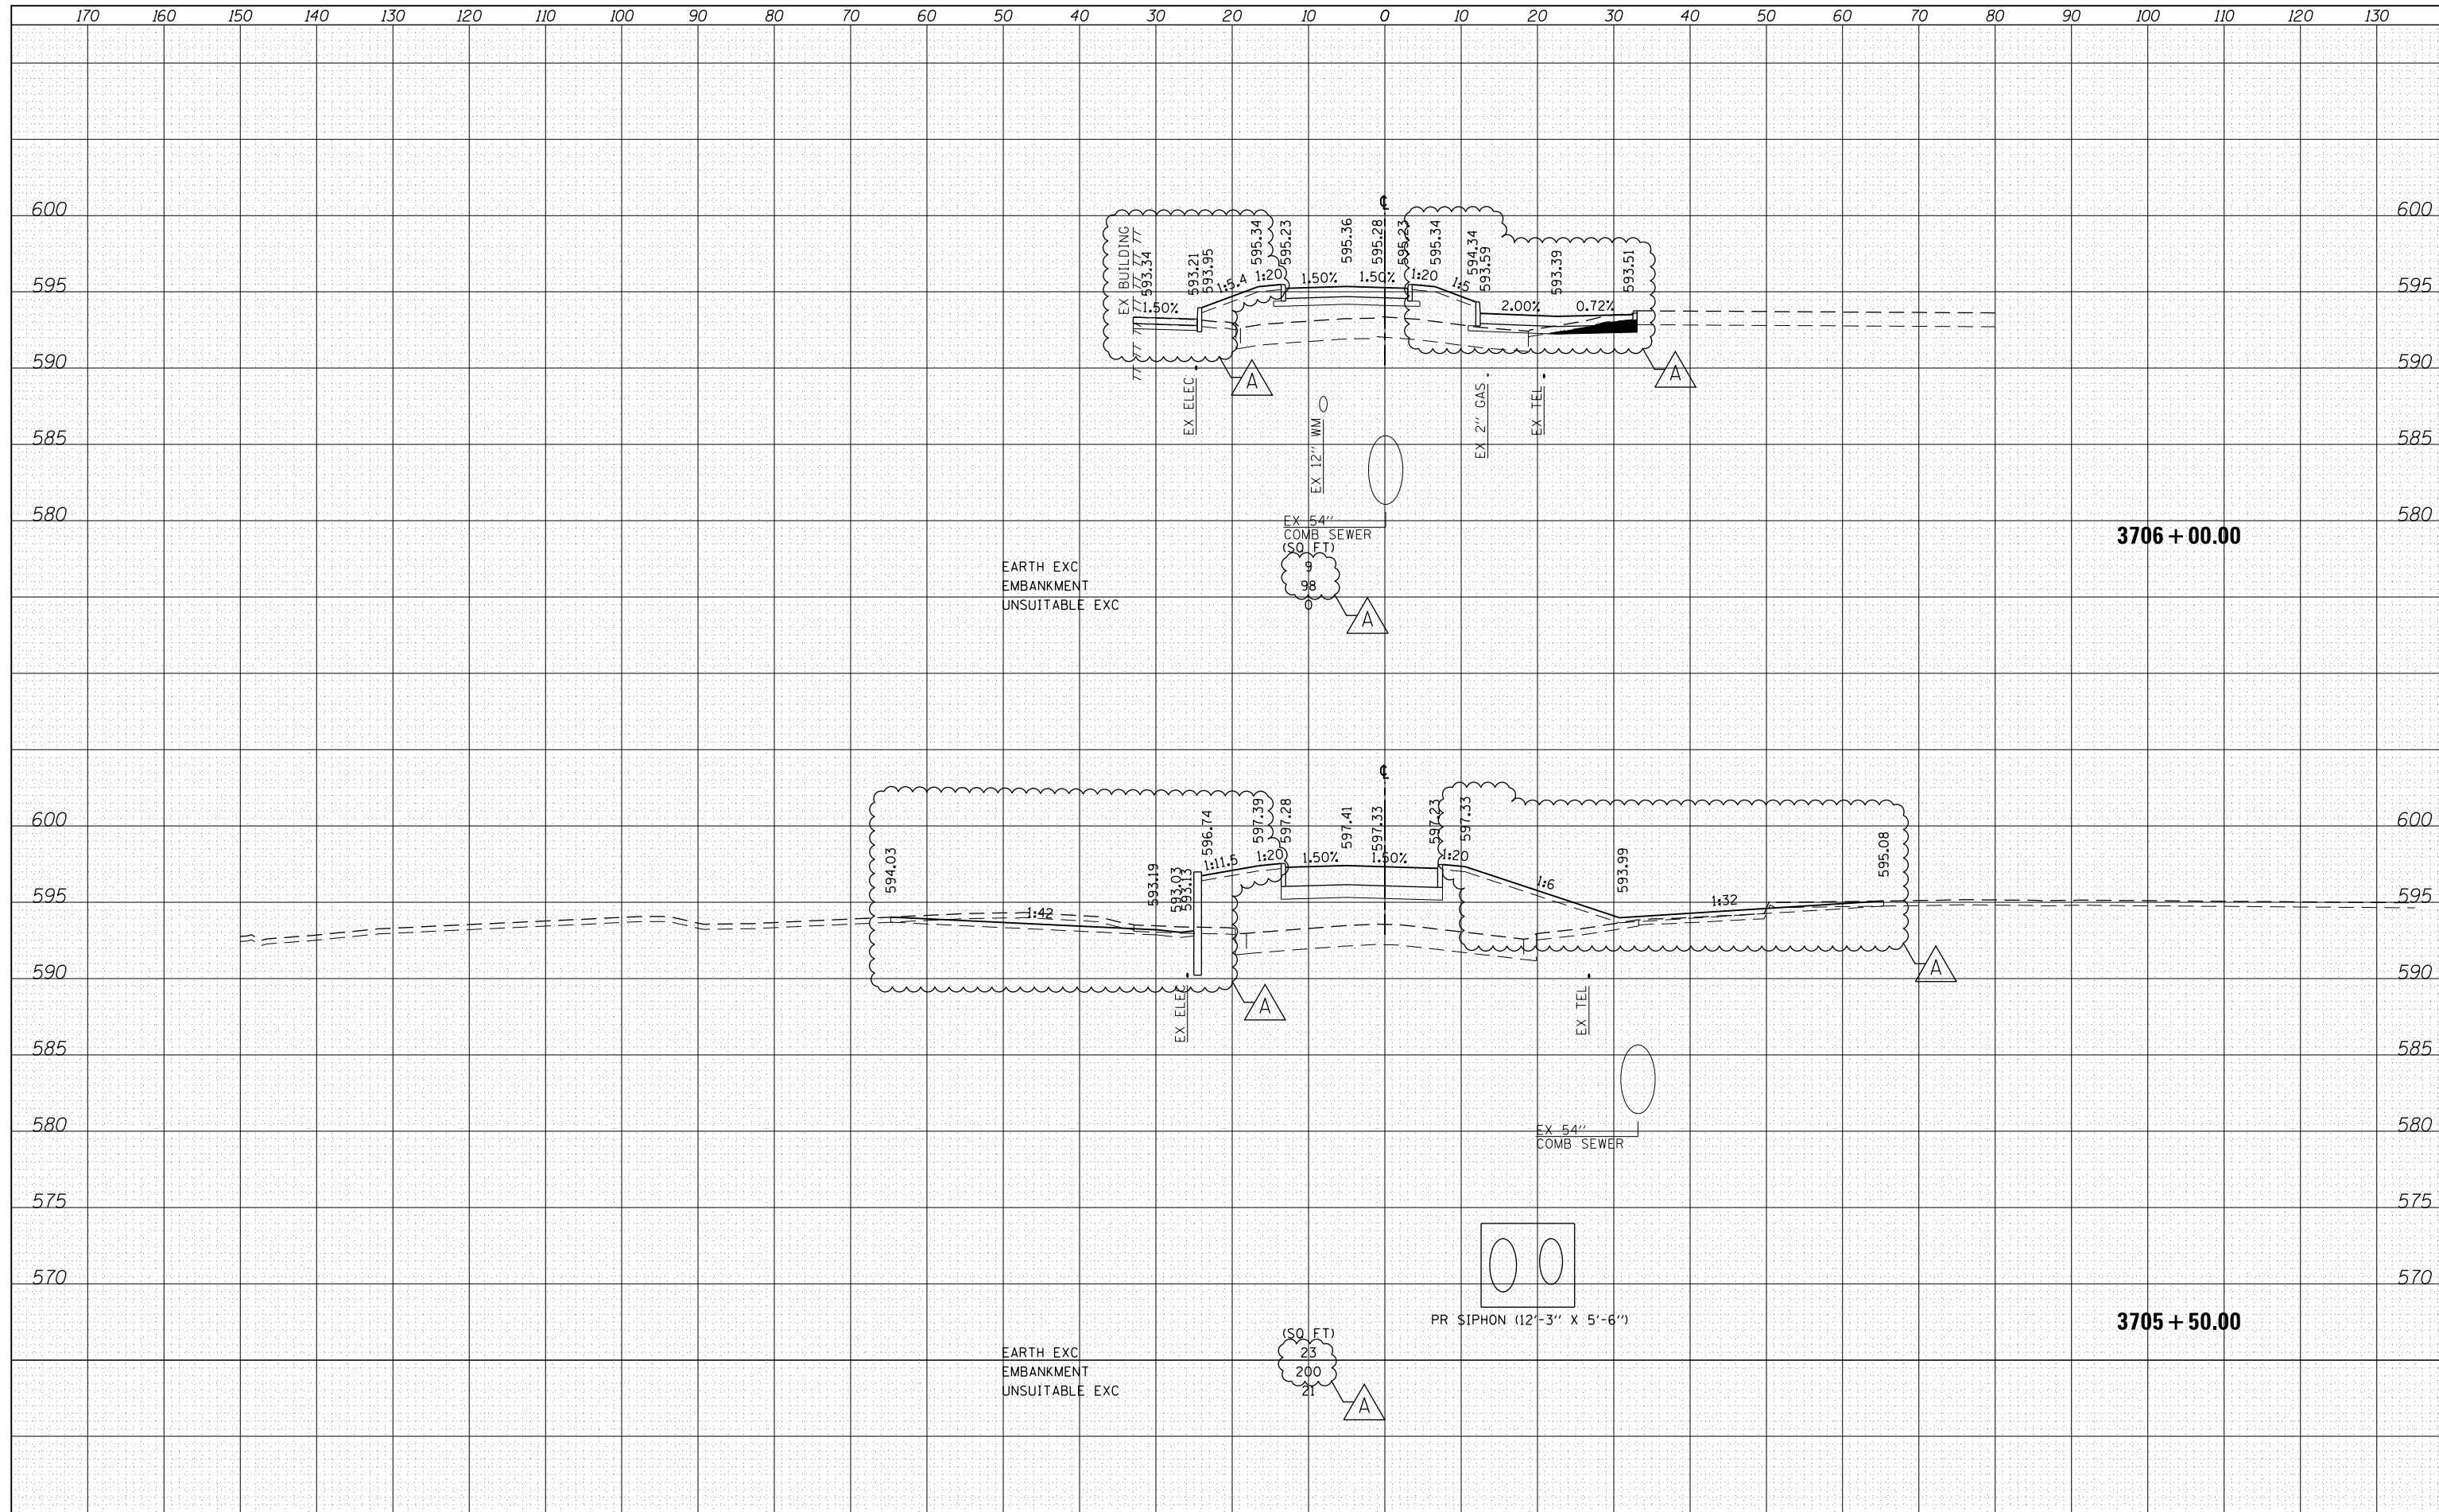 170 160 150 140 130 120 110 100 90 80 70 60 50 40 30 20 10 0 10 20 30 40 50 60 70 80 90 100 110 120 130
600 600
595 595
590 590
585 585
580 580
EX BUILDING
593.34
593.21
593.95
595.34
595.23
595.36
595.28
℄
595.23
595.34
594.34
593.59
593.39
593.51
1.50%
1:5.4
1:20
1.50%
1.50%
1:20
1:5
2.00%
0.72%
A
A
EX ELEC
EX 12'' WM
EX 2'' GAS
EX TEL
EX 54''
COMB SEWER
3706+00.00
(SQ FT)
EARTH EXC 9
EMBANKMENT 98
UNSUITABLE EXC 0
A
600 600
595 595
590 590
585 585
580 580
575 575
570 570
℄
594.03
593.19
593.03
593.13
596.74
597.39
597.28
597.41
597.33
597.23
597.33
593.99
595.08
1:42
1:11.5
1:20
1.50%
1.50%
1:20
1:6
1:32
A
A
EX ELEC
EX TEL
EX 54''
COMB SEWER
PR SIPHON (12'-3'' X 5'-6'')
3705+50.00
(SQ FT)
EARTH EXC 23
EMBANKMENT 200
UNSUITABLE EXC 21
A